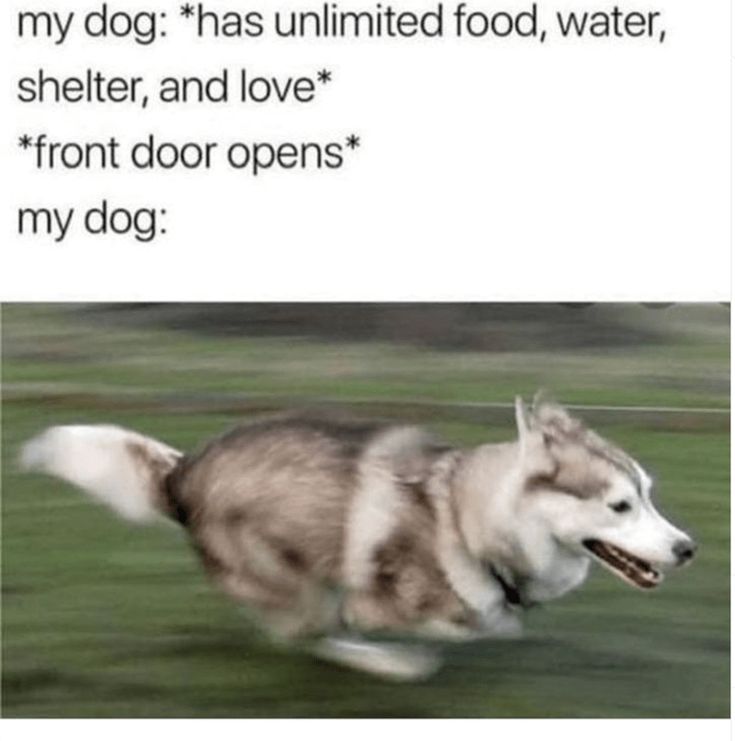 my dog: *has unlimited food, water,
shelter, and love*
*front door opens*
my dog: